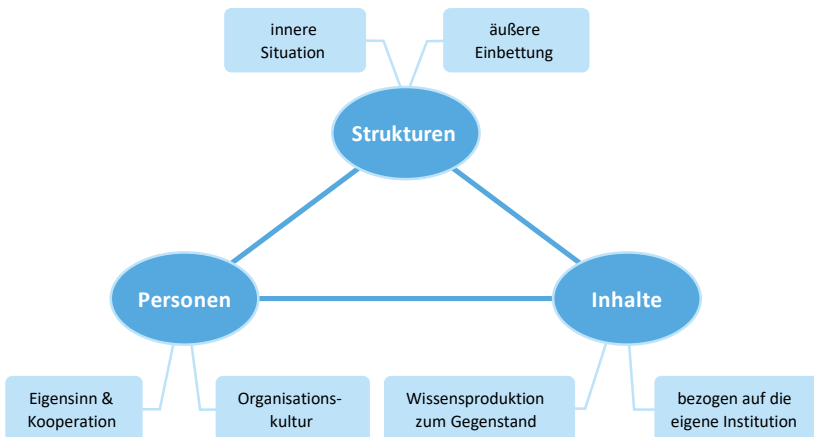 innere
Situation
äußere
Einbettung
Strukturen
Personen
Inhalte
Eigensinn &
Kooperation
Organisations-
kultur
Wissensproduktion
zum Gegenstand
bezogen auf die
eigene Institution